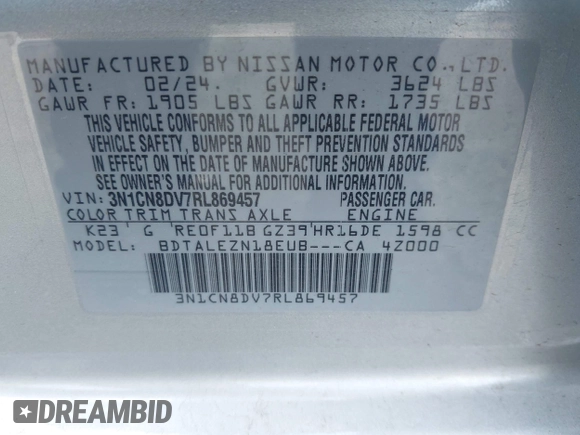 MANUFACTURED BY NISSAN MOTOR CO.,LTD.
DATE: 02/24. GVWR: 3624 LBS
GAWR FR: 1905 LBS GAWR RR: 1735 LBS
THIS VEHICLE CONFORMS TO ALL APPLICABLE FEDERAL MOTOR
VEHICLE SAFETY, BUMPER AND THEFT PREVENTION STANDARDS
IN EFFECT ON THE DATE OF MANUFACTURE SHOWN ABOVE.
SEE OWNER'S MANUAL FOR ADDITIONAL INFORMATION
VIN: 3N1CN8DV7RL869457 PASSENGER CAR.
COLOR TRIM TRANS AXLE ENGINE
K23 G RE0F11B GZ39 HR16DE 1598 CC
MODEL: BDTALEZN18EUB---CA 4Z000
3N1CN8DV7RL869457
DREAMBID